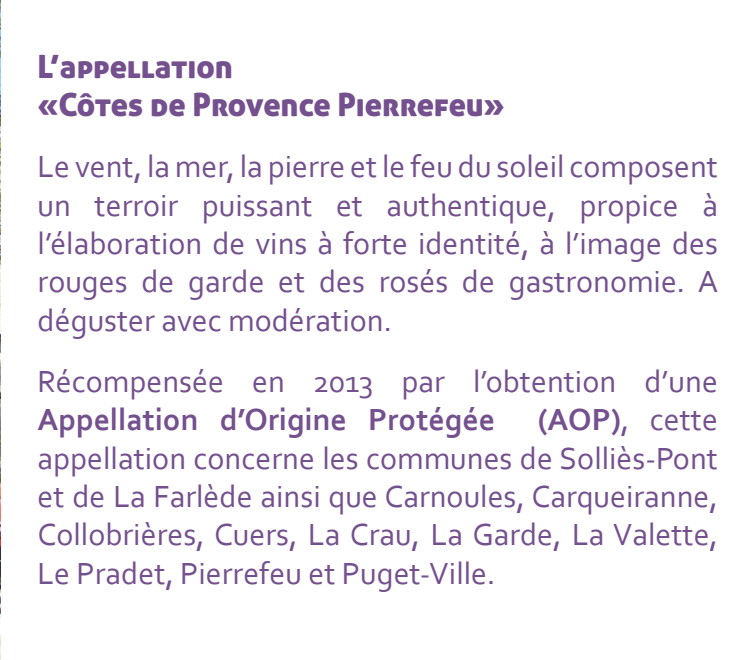 L’appellation
«Côtes de Provence Pierrefeu»
Le vent, la mer, la pierre et le feu du soleil composent
un terroir puissant et authentique, propice à
l’élaboration de vins à forte identité, à l’image des
rouges de garde et des rosés de gastronomie. A
déguster avec modération.
Récompensée en 2013 par l’obtention d’une
Appellation d’Origine Protégée (AOP), cette
appellation concerne les communes de Solliès-Pont
et de La Farlède ainsi que Carnoules, Carqueiranne,
Collobrières, Cuers, La Crau, La Garde, La Valette,
Le Pradet, Pierrefeu et Puget-Ville.